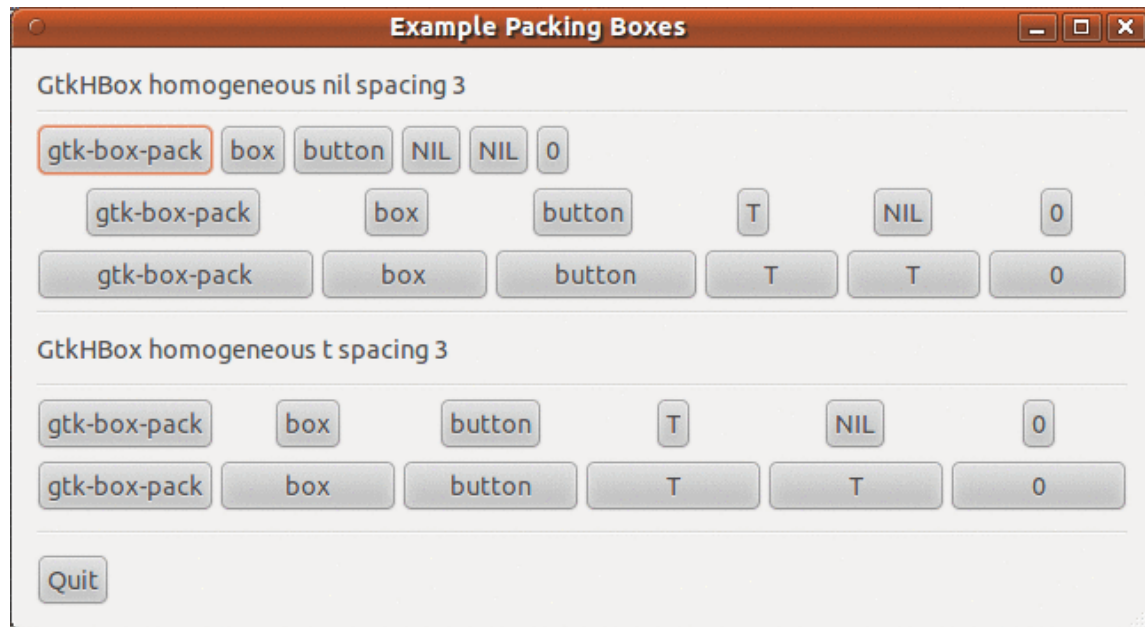 Example Packing Boxes
GtkHBox homogeneous nil spacing 3
gtk-box-pack box button NIL NIL 0
gtk-box-pack box button T NIL 0
gtk-box-pack box button T T 0
GtkHBox homogeneous t spacing 3
gtk-box-pack box button T NIL 0
gtk-box-pack box button T T 0
Quit